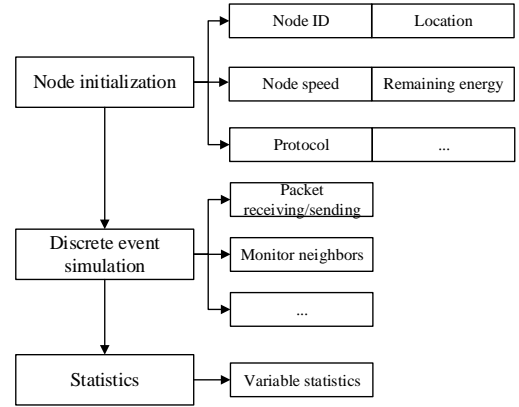 Node ID Location
Node initialization
Node speed Remaining energy
Protocol ...
Packet
receiving/sending
Discrete event
simulation
Monitor neighbors
...
Statistics
Variable statistics